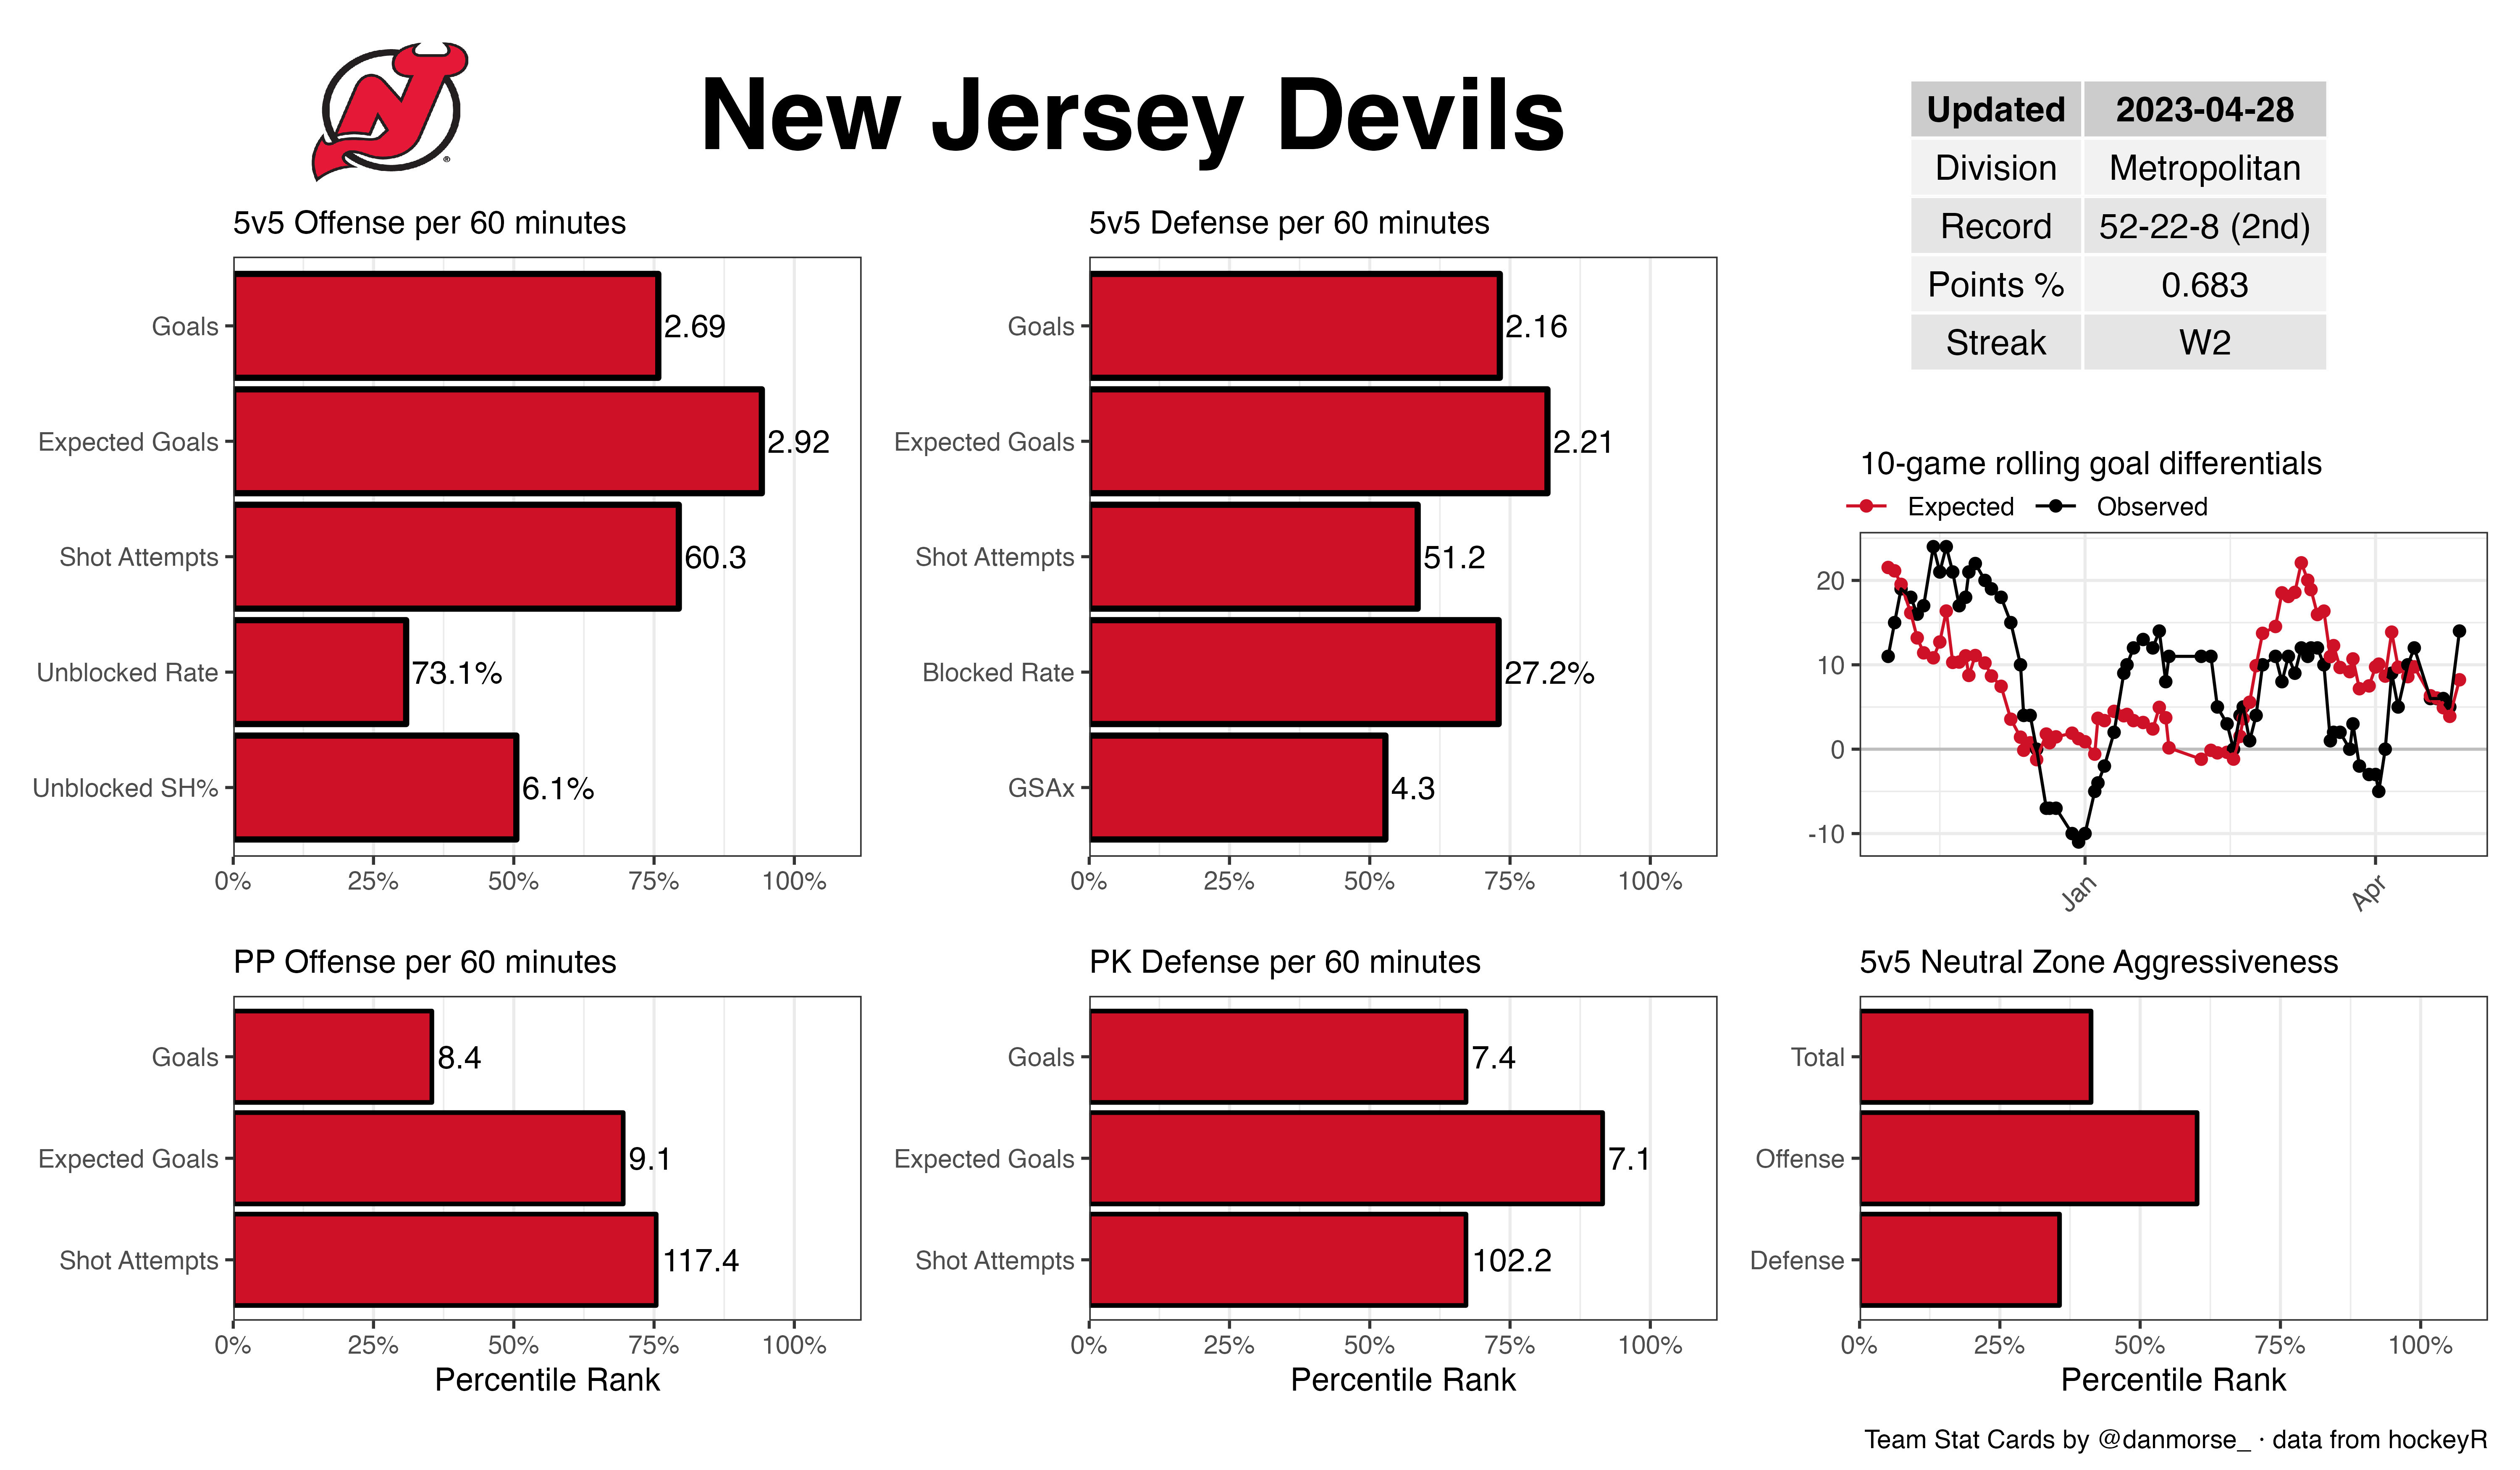 New Jersey Devils
Updated 2023-04-28
Division Metropolitan
Record 52-22-8 (2nd)
Points % 0.683
Streak W2
5v5 Offense per 60 minutes
Goals 2.69
Expected Goals 2.92
Shot Attempts 60.3
Unblocked Rate 73.1%
Unblocked SH% 6.1%
0% 25% 50% 75% 100%
5v5 Defense per 60 minutes
Goals 2.16
Expected Goals 2.21
Shot Attempts 51.2
Blocked Rate 27.2%
GSAx 4.3
0% 25% 50% 75% 100%
10-game rolling goal differentials
Expected Observed
20
10
0
-10
Jan Apr
PP Offense per 60 minutes
Goals 8.4
Expected Goals 9.1
Shot Attempts 117.4
0% 25% 50% 75% 100%
Percentile Rank
PK Defense per 60 minutes
Goals 7.4
Expected Goals 7.1
Shot Attempts 102.2
0% 25% 50% 75% 100%
Percentile Rank
5v5 Neutral Zone Aggressiveness
Total
Offense
Defense
0% 25% 50% 75% 100%
Percentile Rank
Team Stat Cards by @danmorse_ · data from hockeyR